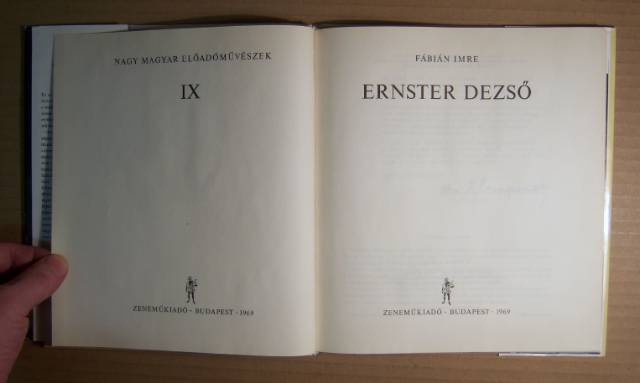 NAGY MAGYAR ELŐADÓMŰVÉSZEK
IX
ZENEMŰKIADÓ - BUDAPEST - 1969
FÁBIÁN IMRE
ERNSTER DEZSŐ
ZENEMŰKIADÓ - BUDAPEST - 1969